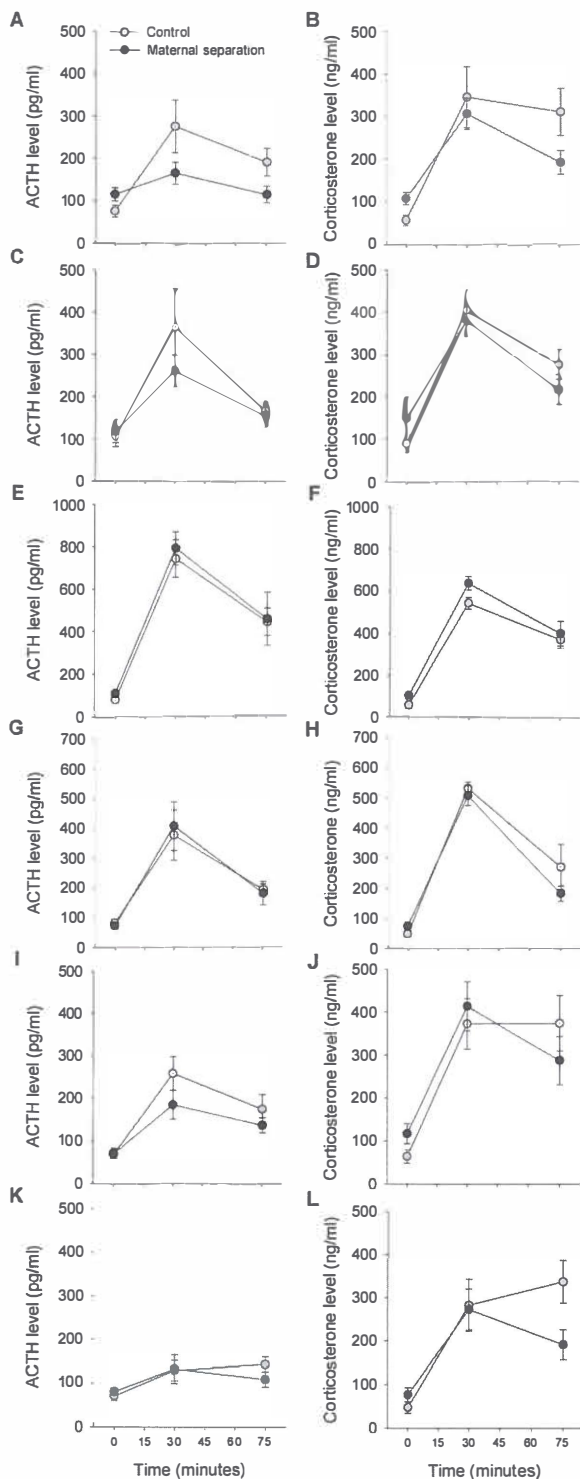 A
B
Control
Maternal separation
500
400
300
200
100
0
ACTH level (pg/ml)
500
400
300
200
100
0
Corticosterone level (ng/ml)
C
D
500
400
300
200
100
0
ACTH level (pg/ml)
500
400
300
200
100
0
Corticosterone level (ng/ml)
E
F
1000
800
600
400
200
0
ACTH level (pg/ml)
1000
800
600
400
200
0
Corticosterone level (ng/ml)
G
H
700
600
500
400
300
200
100
0
ACTH level (pg/ml)
700
600
500
400
300
200
100
0
Corticosterone (ng/ml)
I
J
500
400
300
200
100
0
ACTH level (pg/ml)
500
400
300
200
100
0
Corticosterone level (ng/ml)
K
L
500
400
300
200
100
0
ACTH level (pg/ml)
500
400
300
200
100
0
Corticosterone level (ng/ml)
0 15 30 45 60 75
0 15 30 45 60 75
Time (minutes)
Time (minutes)